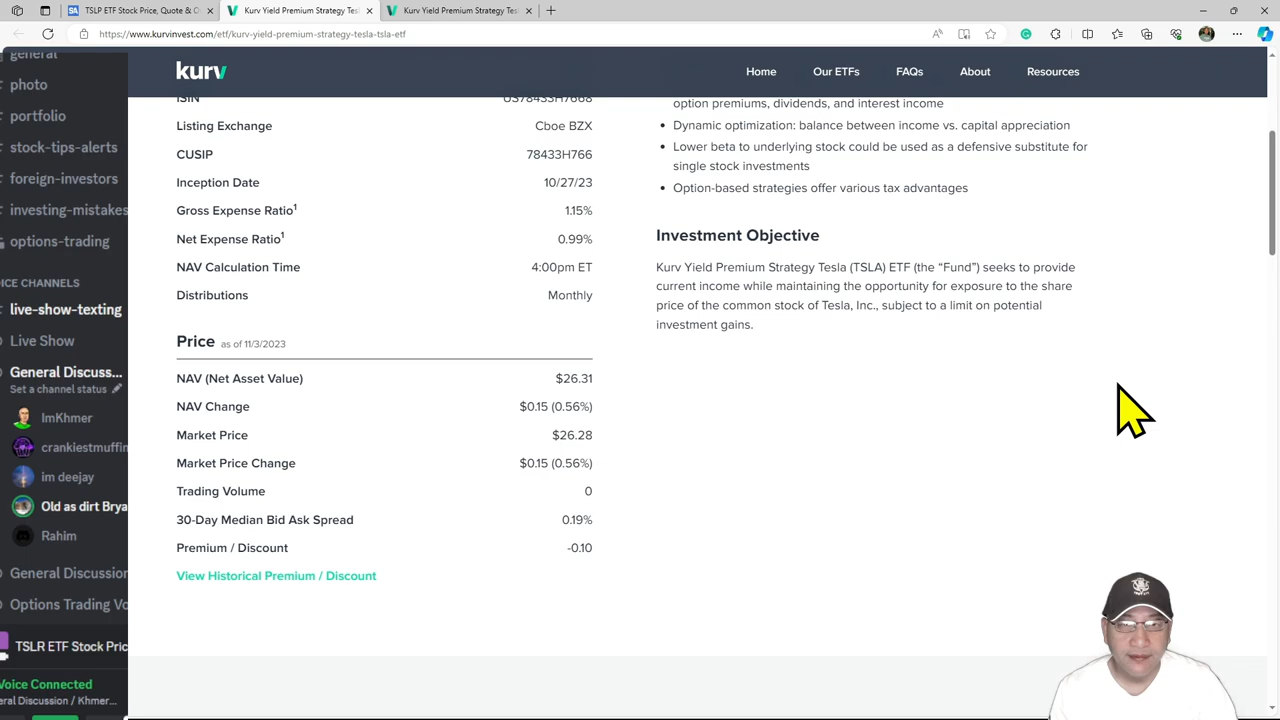 TSLP ETF Stock Price, Quote & O
Kurv Yield Premium Strategy Tesl
Kurv Yield Premium Strategy Tesl
https://www.kurvinvest.com/etf/kurv-yield-premium-strategy-tesla-tsla-etf
general
photo
portfolio
stock-tips-alerts
foreign-investors
investing-mistakes
options-trading
ICE CHANNELS
live-show-texting
Live Show
General Discuss...
Set a channel status
ImKhmer
crankiestmuffin
im deejay
Old as dirt Brya
Rahim
General Discussion
Options Trading Vo
TSLR ETF Stock Pric
Voice Connected
eral Discussion / Khmer...
kurv
Home
Our ETFs
FAQs
About
Resources
ISIN
US78433H7668
Listing Exchange
Cboe BZX
CUSIP
78433H766
Inception Date
10/27/23
Gross Expense Ratio1
1.15%
Net Expense Ratio1
0.99%
NAV Calculation Time
4:00pm ET
Distributions
Monthly
Price as of 11/3/2023
NAV (Net Asset Value)
$26.31
NAV Change
$0.15 (0.56%)
Market Price
$26.28
Market Price Change
$0.15 (0.56%)
Trading Volume
0
30-Day Median Bid Ask Spread
0.19%
Premium / Discount
-0.10
View Historical Premium / Discount
option premiums, dividends, and interest income
• Dynamic optimization: balance between income vs. capital appreciation
• Lower beta to underlying stock could be used as a defensive substitute for
single stock investments
• Option-based strategies offer various tax advantages
Investment Objective
Kurv Yield Premium Strategy Tesla (TSLA) ETF (the “Fund”) seeks to provide
current income while maintaining the opportunity for exposure to the share
price of the common stock of Tesla, Inc., subject to a limit on potential
investment gains.